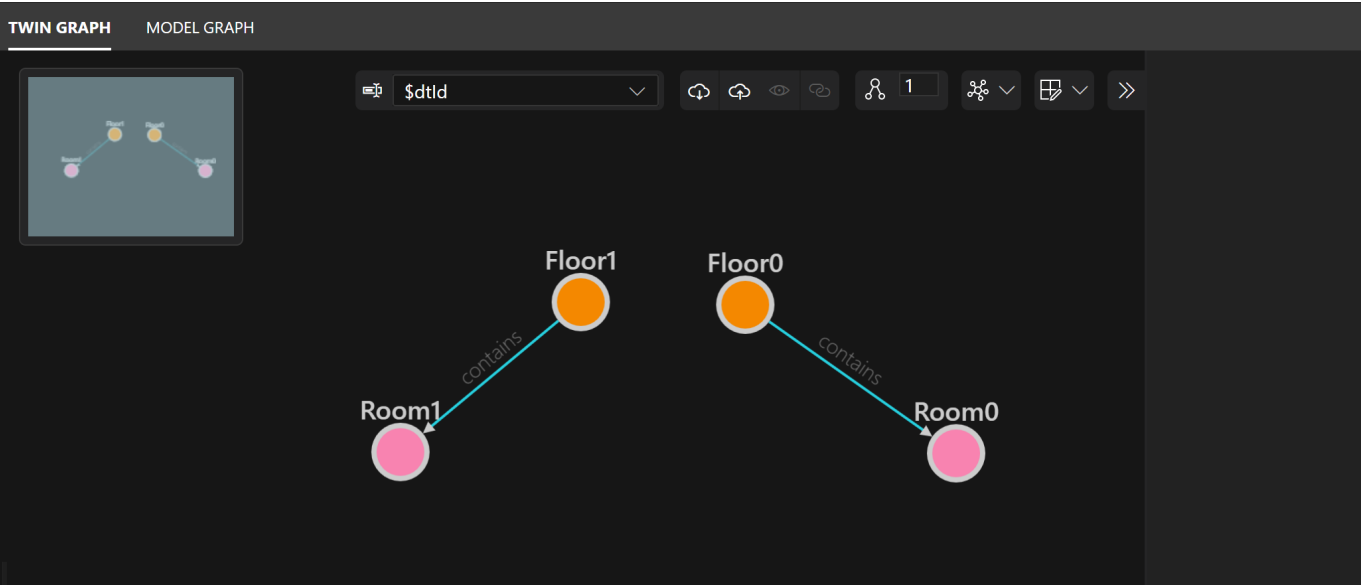 TWIN GRAPH MODEL GRAPH
$dtId 1
Floor1 Floor0
contains contains
Room1 Room0